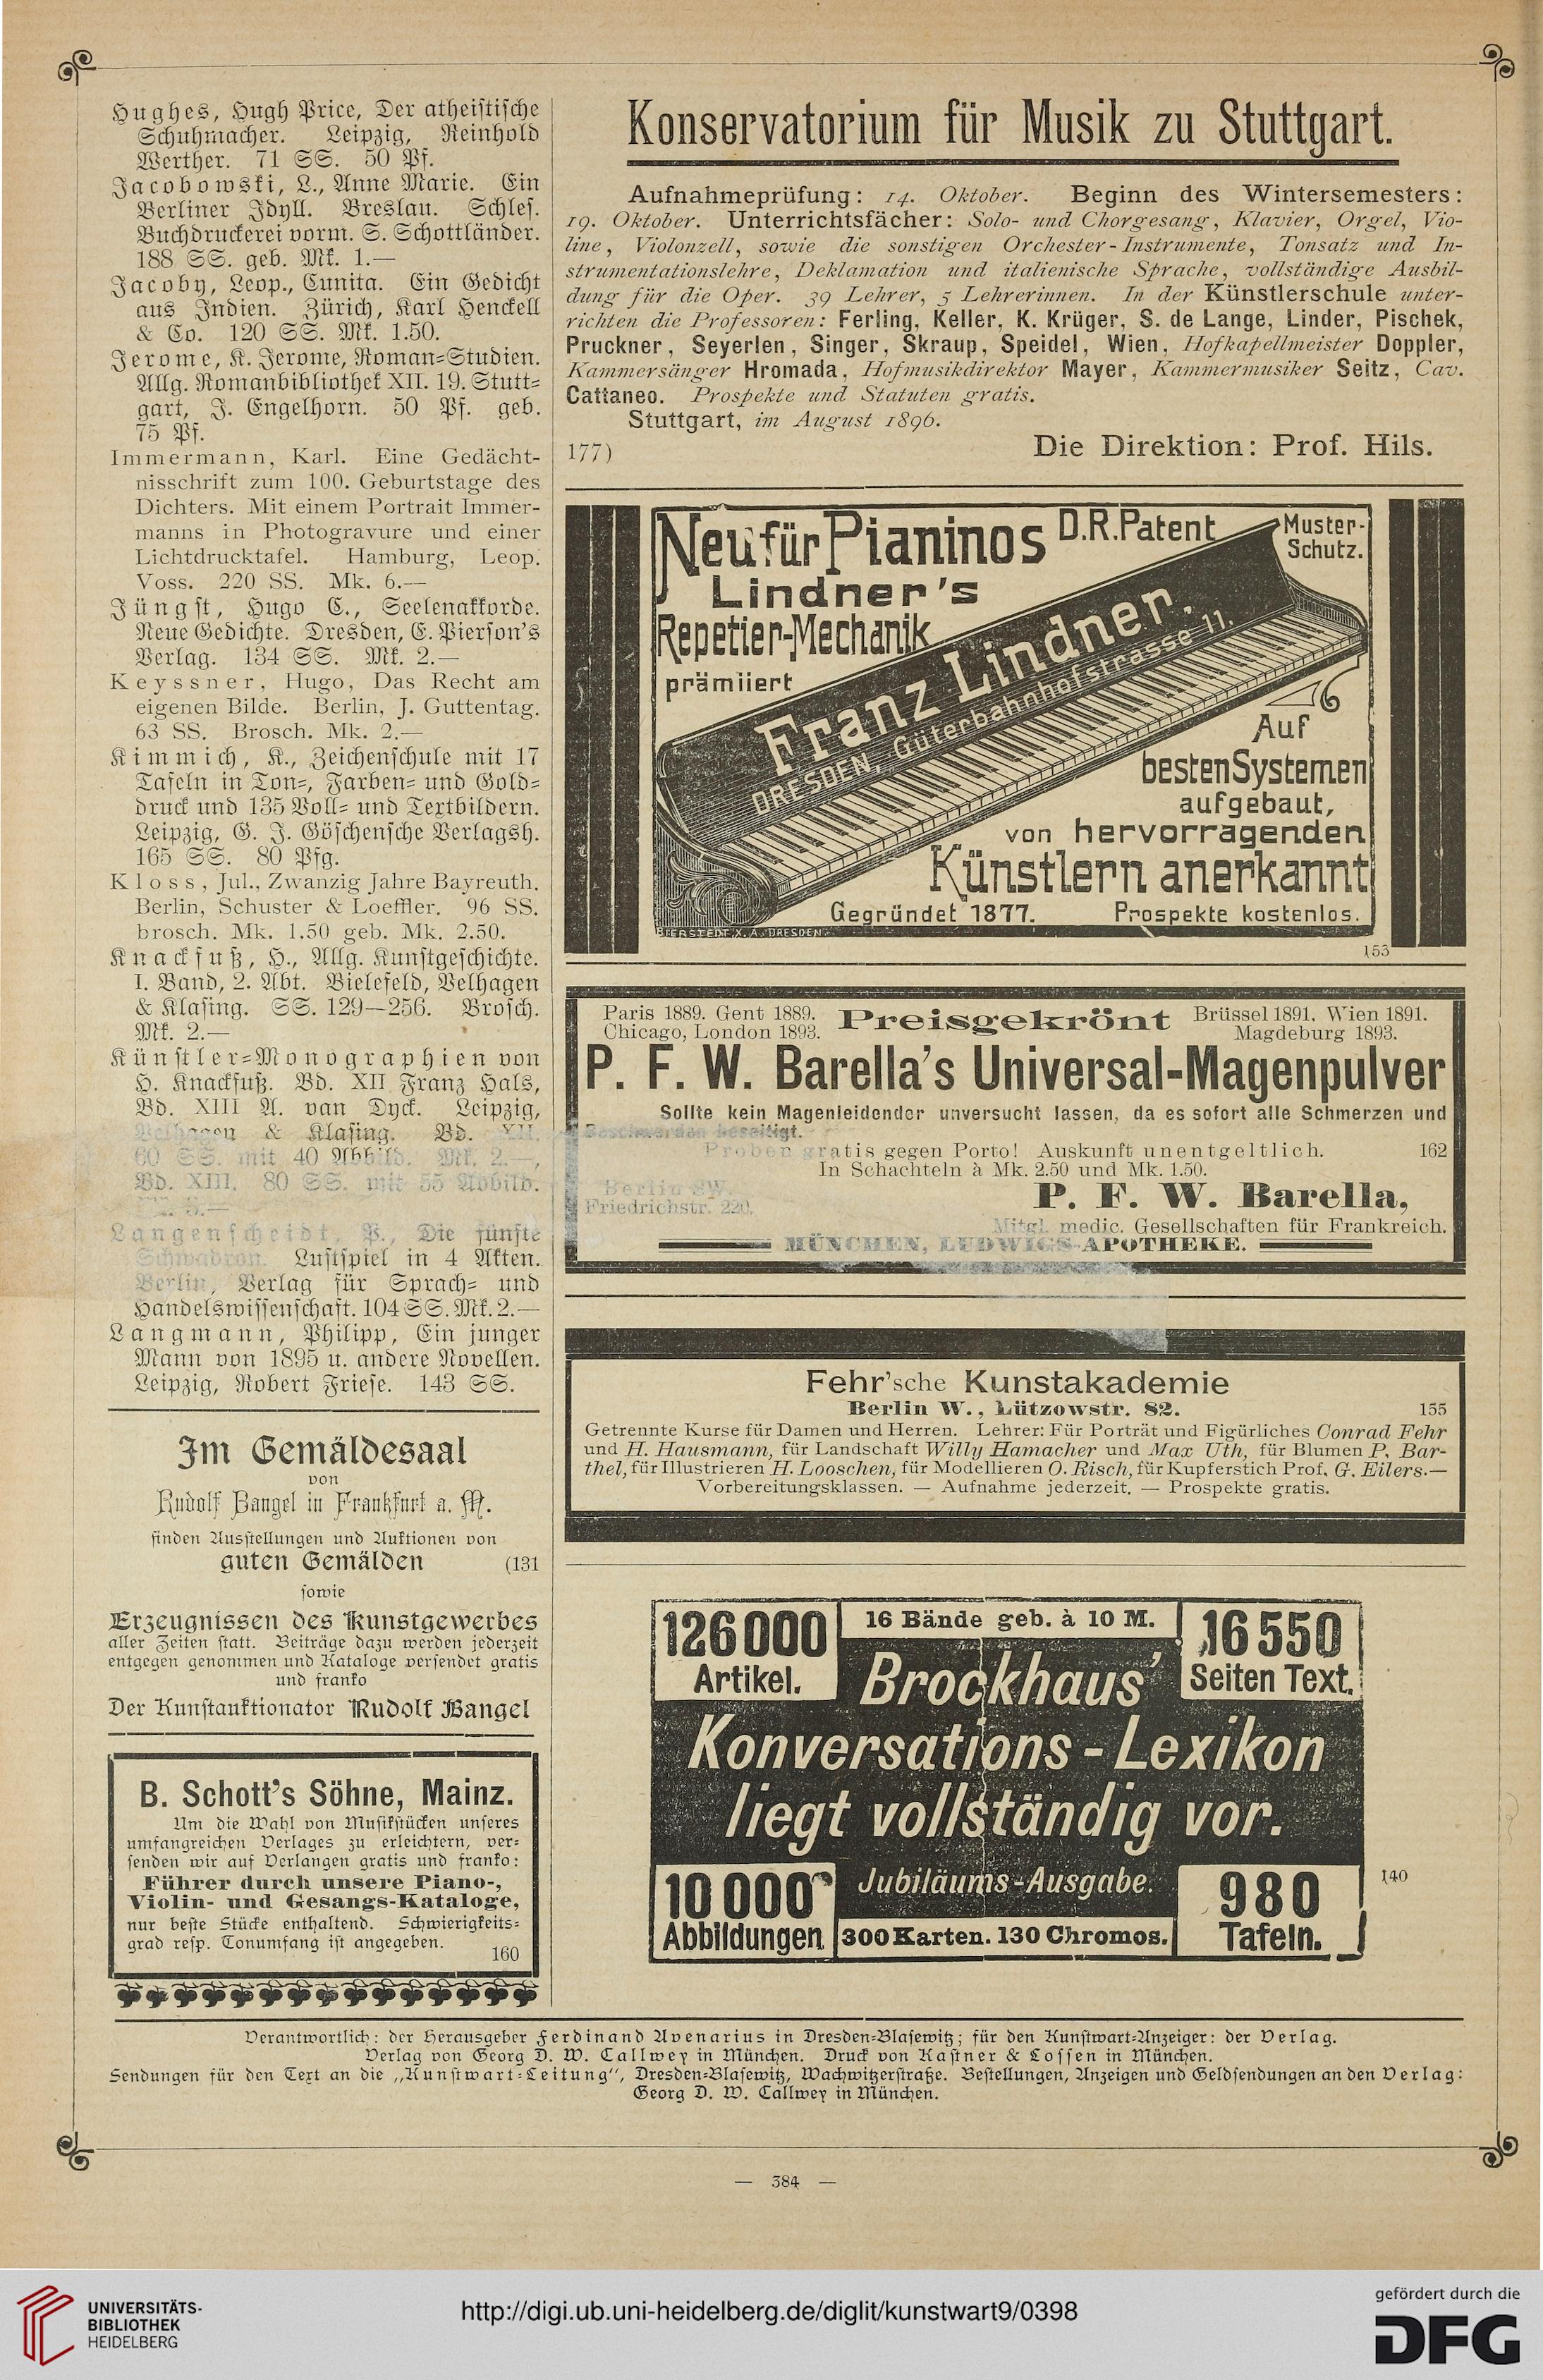 Hughes, Hugh Price, Der atheistische
Schuhmacher. Leipzig, Reinhold
Werther. 71 SS. 50 Pf.
Jacobowski, L., Anne Marie. Ein
Berliner Idyll. Breslau. Schles.
Buchdruckerei vorm. S. Schottländer.
188 SS. geb. Mk. 1.—
Jacoby, Leop., Cunita. Ein Gedicht
aus Indien. Zürich, Karl Henckell
& Co. 120 SS. Mk. 1.50.
Jerome, K. Jerome, Roman-Studien.
Allg. Romanbibliothek XII. 19. Stutt-
gart, J. Engelhorn. 50 Pf. geb.
75 Pf.
Immermann, Karl. Eine Gedächt-
nisschrift zum 100. Geburtstage des
Dichters. Mit einem Portrait Immer-
manns in Photogravure und einer
Lichtdrucktafel. Hamburg, Leop.
Voss. 220 SS. Mk. 6.—
Jüngst, Hugo C., Seelenakkorde.
Neue Gedichte. Dresden, E. Pierson's
Verlag. 134 SS. Mk. 2.—
Keyssner, Hugo, Das Recht am
eigenen Bilde. Berlin, J. Guttentag.
63 SS. Brosch. Mk. 2.—
Kimmich, K., Zeichenschule mit 17
Tafeln in Ton-, Farben- und Gold-
druck und 135 Voll- und Textbildern.
Leipzig, G. J. Göschensche Verlagsh.
165 SS. 80 Pfg.
Kloss, Jul., Zwanzig Jahre Bayreuth.
Berlin, Schuster & Loeffler. 96 SS.
brosch. Mk. 1.50 geb. Mk. 2.50.
Knackfuß, H., Allg. Kunstgeschichte.
I. Band, 2. Abt. Bielefeld, Velhagen
& Klasing. SS. 129—256. Brosch.
Mk. 2.—
Künstler-Monographien von
H. Knackfuß. Bd. XII Franz Hals,
Bd. XIII A. van Dyck. Leipzig,
Velhagen & Klasing. Bd. XII.
60 SS. mit 40 Abbild. Mk. 2.—,
Bd. XIII. 80 SS. mit 55 Abbild.
Mk. 3.—
Langenscheidt, P., Die fünfte
Schwadron. Lustspiel in 4 Akten.
Berlin, Verlag für Sprach- und
Handelswissenschaft. 104 SS. Mk. 2.—
Langmann, Philipp, Ein junger
Mann von 1895 u. andere Novellen.
Leipzig, Robert Friese. 143 SS.
Im Gemäldesaal
von
Rudolf Bangel in Frankfurt a. M.
finden Ausstellungen und Auktionen von
guten Gemälden (131
sowie
Erzeugnissen des Kunstgewerbes
aller Zeiten statt. Beiträge dazu werden jederzeit
entgegen genommen und Kataloge versendet gratis
und franko
Der Kunstauktionator Rudolf Bangel
B. Schott's Söhne, Mainz.
Um die Wahl von Musikstücken unseres
umfangreichen Verlages zu erleichtern, ver-
senden wir auf Verlangen gratis und franko:
Führer durch unsere Piano-,
Violin- und Gesangs-Kataloge,
nur beste Stücke enthaltend. Schwierigkeits-
grad resp. Tonumfang ist angegeben.
160
Konservatorium für Musik zu Stuttgart.
Aufnahmeprüfung: 14. Oktober. Beginn des Wintersemesters:
19. Oktober. Unterrichtsfächer: Solo- und Chorgesang, Klavier, Orgel, Vio-
line, Violonzell, sowie die sonstigen Orchester-Instrumente, Tonsatz und In-
strumentationslehre, Deklamation und italienische Sprache, vollständige Ausbil-
dung für die Oper. 39 Lehrer, 5 Lehrerinnen. In der Künstlerschule unter-
richten die Professoren: Ferling, Keller, K. Krüger, S. de Lange, Linder, Pischek,
Pruckner, Seyerlen, Singer, Skraup, Speidel, Wien, Hofkapellmeister Doppler,
Kammersänger Hromada, Hofmusikdirektor Mayer, Kammermusiker Seitz, Cav.
Cattaneo. Prospekte und Statuten gratis.
Stuttgart, im August 1896.
177) Die Direktion: Prof. Hils.
Neu für Pianinos D.R.Patent Muster-
Schutz.
Lindner's
Repetier-Mechanik
prämiiert
Franz Lindner.
DRESDEN, Güterbahnhofstrasse 11.
Auf
besten Systemen
aufgebaut,
von hervorragenden
Künstlern anerkannt
Gegründet 1877. Prospekte kostenlos.
BIERSTEDT, X. A. DRESDEN.
153
Paris 1889. Gent 1889. Preisgekrönt Brüssel 1891. Wien 1891.
Chicago, London 1893. Magdeburg 1893.
P. F. W. Barella's Universal-Magenpulver
Sollte kein Magenleidender unversucht lassen, da es sofort alle Schmerzen und
Beschwerden beseitigt.
Proben gratis gegen Porto! Auskunft unentgeltlich. 162
In Schachteln à Mk. 2.50 und Mk. 1.50.
Berlin SW. P. F. W. Barella,
Friedrichstr. 220.
Mitgl. medic. Gesellschaften für Frankreich.
MÜNCHEN, LUDWIGS-APOTHEKE.
Fehr'sche Kunstakademie
Berlin W., Lützowstr. 82. 155
Getrennte Kurse für Damen und Herren. Lehrer: Für Porträt und Figürliches Conrad Fehr
und H. Hausmann, für Landschaft Willy Hamacher und Max Uth, für Blumen P. Bar-
thel, für Illustrieren H. Looschen, für Modellieren O. Risch, für Kupferstich Prof. G. Eilers.—
Vorbereitungsklassen. — Aufnahme jederzeit. — Prospekte gratis.
126000 16 Bände geb. à 10 M. 16550
Artikel. Seiten Text.
Brockhaus'
Konversations-Lexikon
liegt vollständig vor.
10000 Jubiläums-Ausgabe. 980
Abbildungen 300 Karten. 130 Chromos. Tafeln.
140
Verantwortlich: der Herausgeber Ferdinand Avenarius in Dresden-Blasewitz; für den Kunstwart-Anzeiger: der Verlag.
Verlag von Georg D. W. Callwey in München. Druck von Kastner & Lossen in München.
Sendungen für den Text an die „Kunstwart-Leitung", Dresden-Blasewitz, Wachwitzerstraße. Bestellungen, Anzeigen und Geldsendungen an den Verlag:
Georg D. W. Callwey in München.
— 384 —
UNIVERSITÄTS-
BIBLIOTHEK
HEIDELBERG
http://digi.ub.uni-heidelberg.de/diglit/kunstwart9/0398
gefördert durch die
DFG